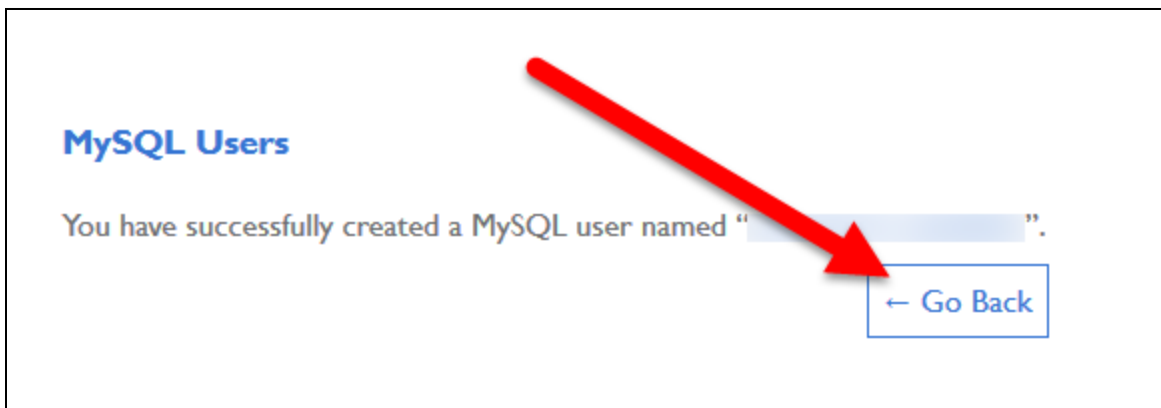 MySQL Users
You have successfully created a MySQL user named “ ”.
← Go Back